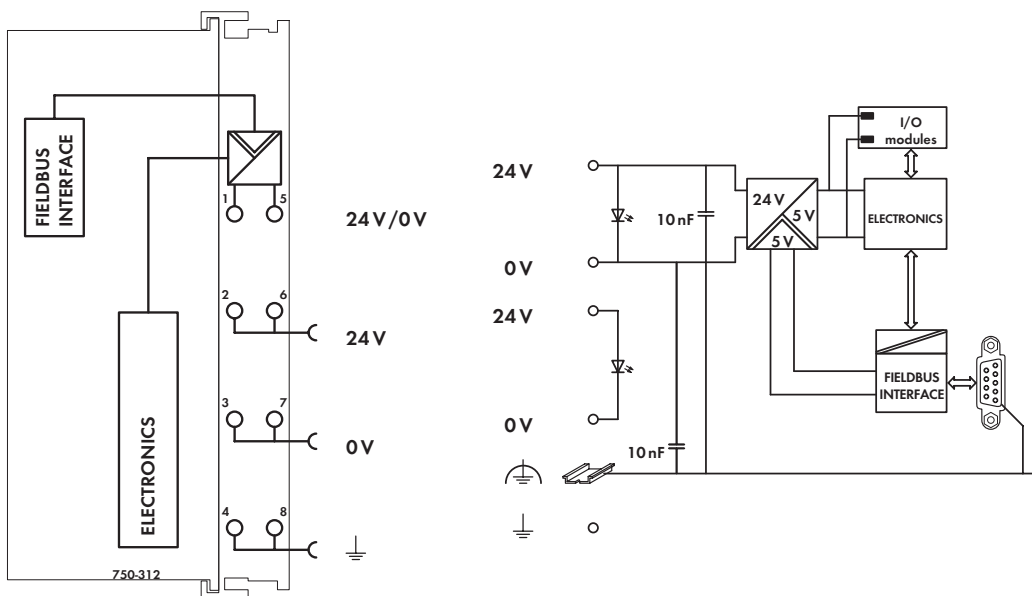 FIELDBUS
INTERFACE
1
5
24V/0V
2
6
24V
3
7
0V
ELECTRONICS
4
8
750-312
24V
0V
24V
0V
10nF
10nF
24V
5V
5V
I/O
modules
ELECTRONICS
FIELDBUS
INTERFACE